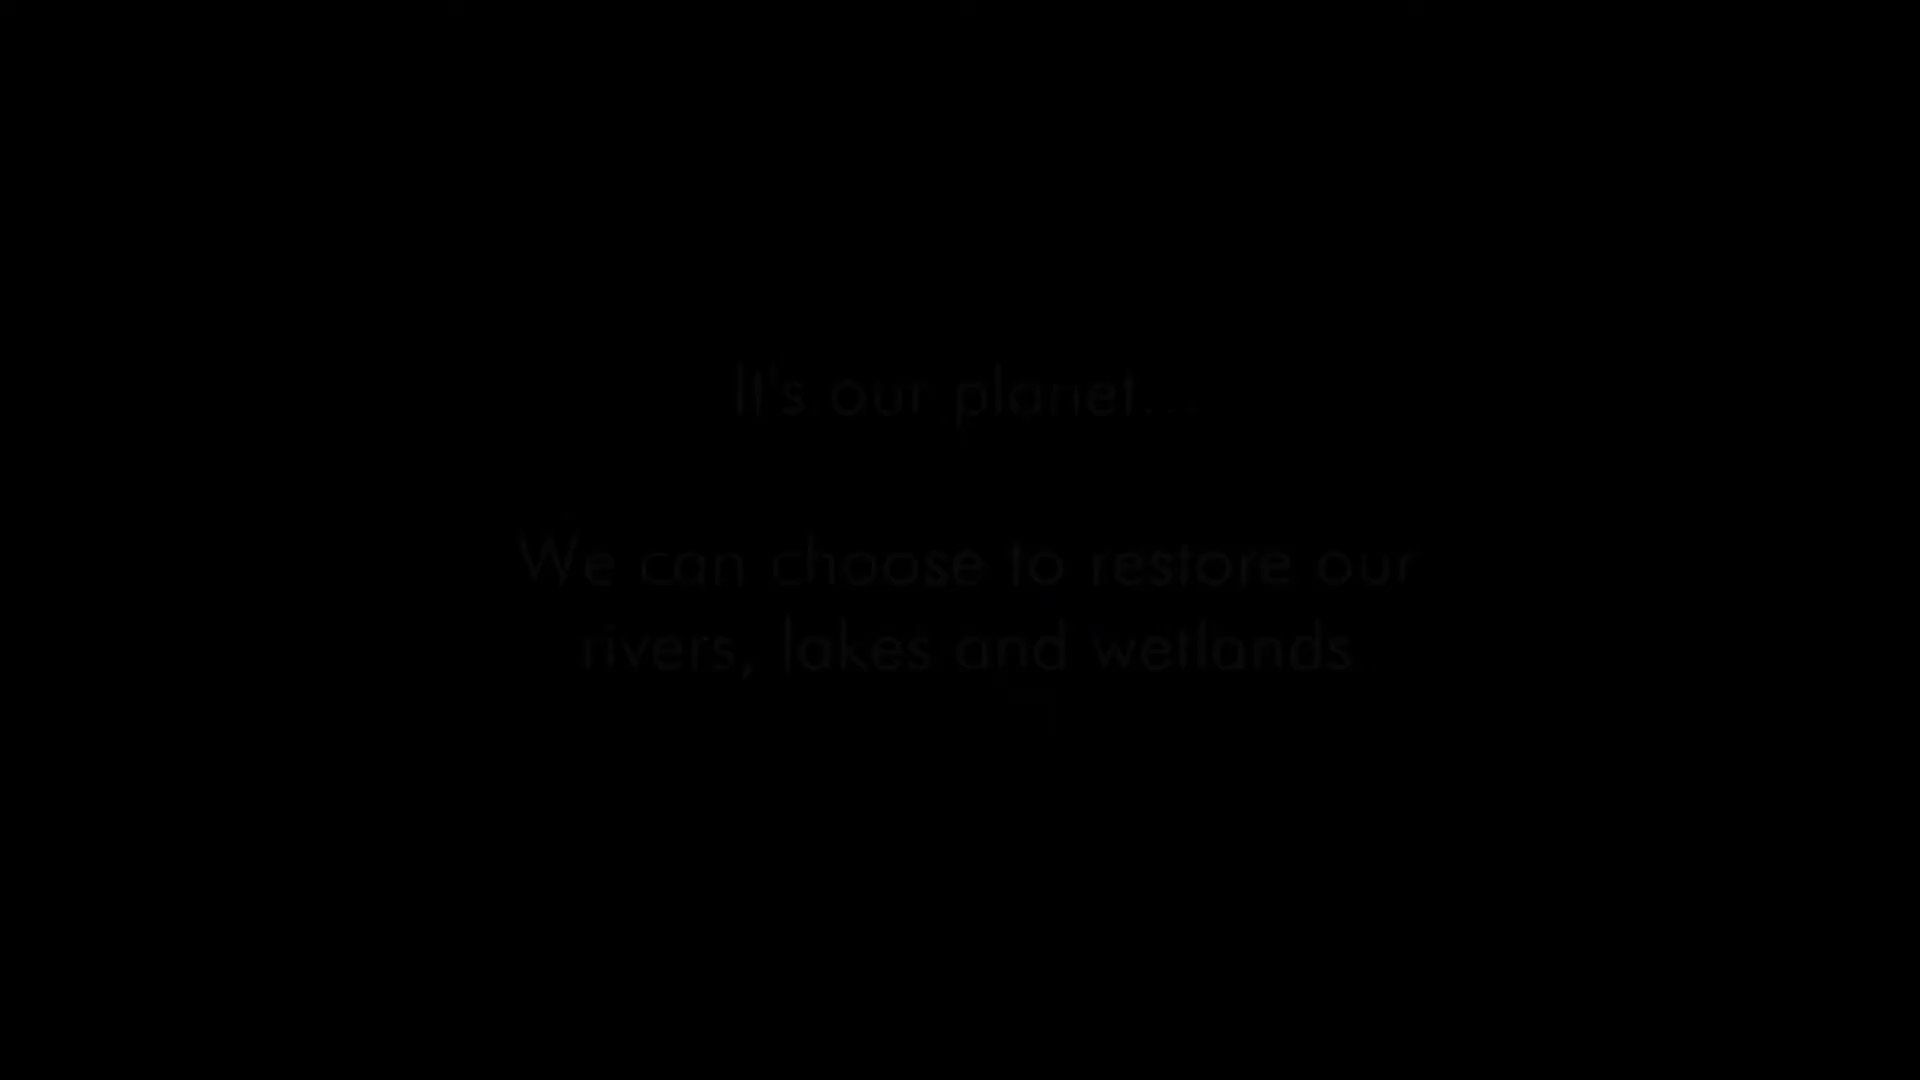 It's our planet...
We can choose to restore our
rivers, lakes and wetlands